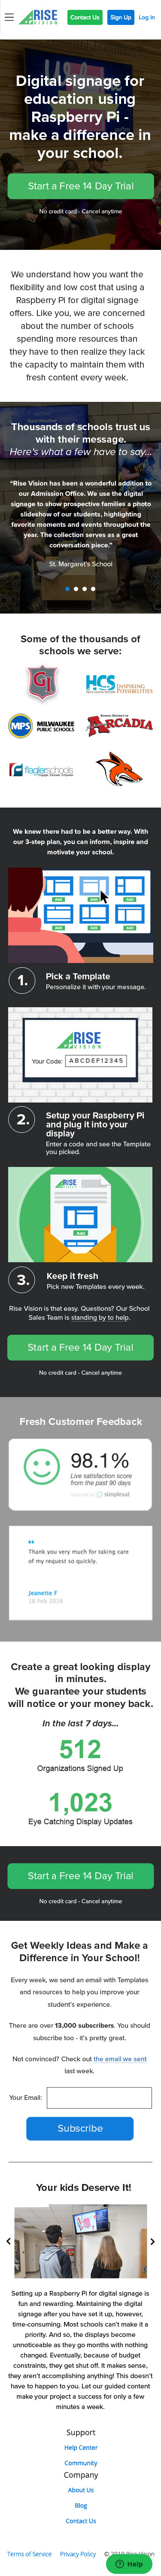 RISE VISION
Contact Us
Sign Up
Log In
Digital signage for
education using
Raspberry Pi -
make a difference in
your school.
Start a Free 14 Day Trial
No credit card - Cancel anytime
We understand how you want the
flexibility and low cost that using a
Raspberry Pi for digital signage
offers. Like you, we are concerned
about the number of schools
spending more resources than
they have to then realize they lack
the capacity to maintain them with
fresh content every week.
Thousands of schools trust us
with their message.
Here's what a few have to say...
“Rise Vision has been a wonderful addition to
our Admission Office. We use the digital
signage to show prospective families a photo
slideshow of our students, highlighting
favorite moments and events throughout the
year. The collection serves as a great
conversation piece.”
St. Margaret's School
Some of the thousands of
schools we serve:
GI
HCS
INSPIRING
POSSIBILITIES
MPS
MILWAUKEE
PUBLIC SCHOOLS
ARCADIA
flaglerschools
We knew there had to be a better way. With
our 3-step plan, you can inform, inspire and
motivate your school.
Add
Add
Add
Add
Add
Add
1.
Pick a Template
Personalize it with your message.
RISE VISION
Your Code:
ABCDEF12345
2.
Setup your Raspberry Pi
and plug it into your
display
Enter a code and see the Template
you picked.
RISE VISION
3.
Keep it fresh
Pick new Templates every week.
Rise Vision is that easy. Questions? Our School
Sales Team is standing by to help.
Start a Free 14 Day Trial
No credit card - Cancel anytime
Fresh Customer Feedback
98.1%
Live satisfaction score
from the past 90 days
simplesat
Thank you very much for taking care
of my request so quickly.
Jeanette F
16 Feb 2018
Create a great looking display
in minutes.
We guarantee your students
will notice or your money back.
In the last 7 days...
512
Organizations Signed Up
1,023
Eye Catching Display Updates
Start a Free 14 Day Trial
No credit card - Cancel anytime
Get Weekly Ideas and Make a
Difference in Your School!
Every week, we send an email with Templates
and resources to help you improve your
student's experience.
There are over 13,000 subscribers. You should
subscribe too - it's pretty great.
Not convinced? Check out the email we sent
last week.
Your Email:
Subscribe
Your kids Deserve It!
Setting up a Raspberry Pi for digital signage is
fun and rewarding. Maintaining the digital
signage after you have set it up, however,
time-consuming. Most schools can't make it a
priority. And so, the displays become
unnoticeable as they go months with nothing
changed. Eventually, because of budget
constraints, they get shut off. It makes sense,
they aren't accomplishing anything! This doesn't
have to happen to you. Let our guided content
make your project a success for only a few
minutes a week.
Support
Help Center
Community
Company
About Us
Blog
Contact Us
Terms of Service
Privacy Policy
© 2019 Rise Vision
Help